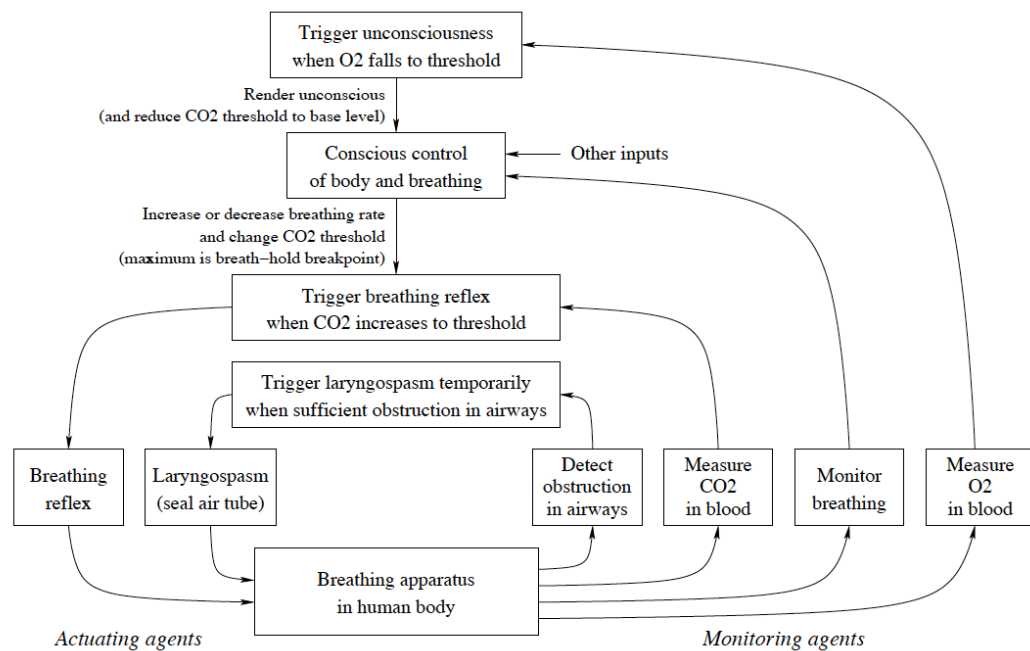 Trigger unconsciousness
when O2 falls to threshold
Render unconscious
(and reduce CO2 threshold to base level)
Conscious control
of body and breathing
Other inputs
Increase or decrease breathing rate
and change CO2 threshold
(maximum is breath−hold breakpoint)
Trigger breathing reflex
when CO2 increases to threshold
Trigger laryngospasm temporarily
when sufficient obstruction in airways
Breathing
reflex
Laryngospasm
(seal air tube)
Detect
obstruction
in airways
Measure
CO2
in blood
Monitor
breathing
Measure
O2
in blood
Breathing apparatus
in human body
Actuating agents
Monitoring agents